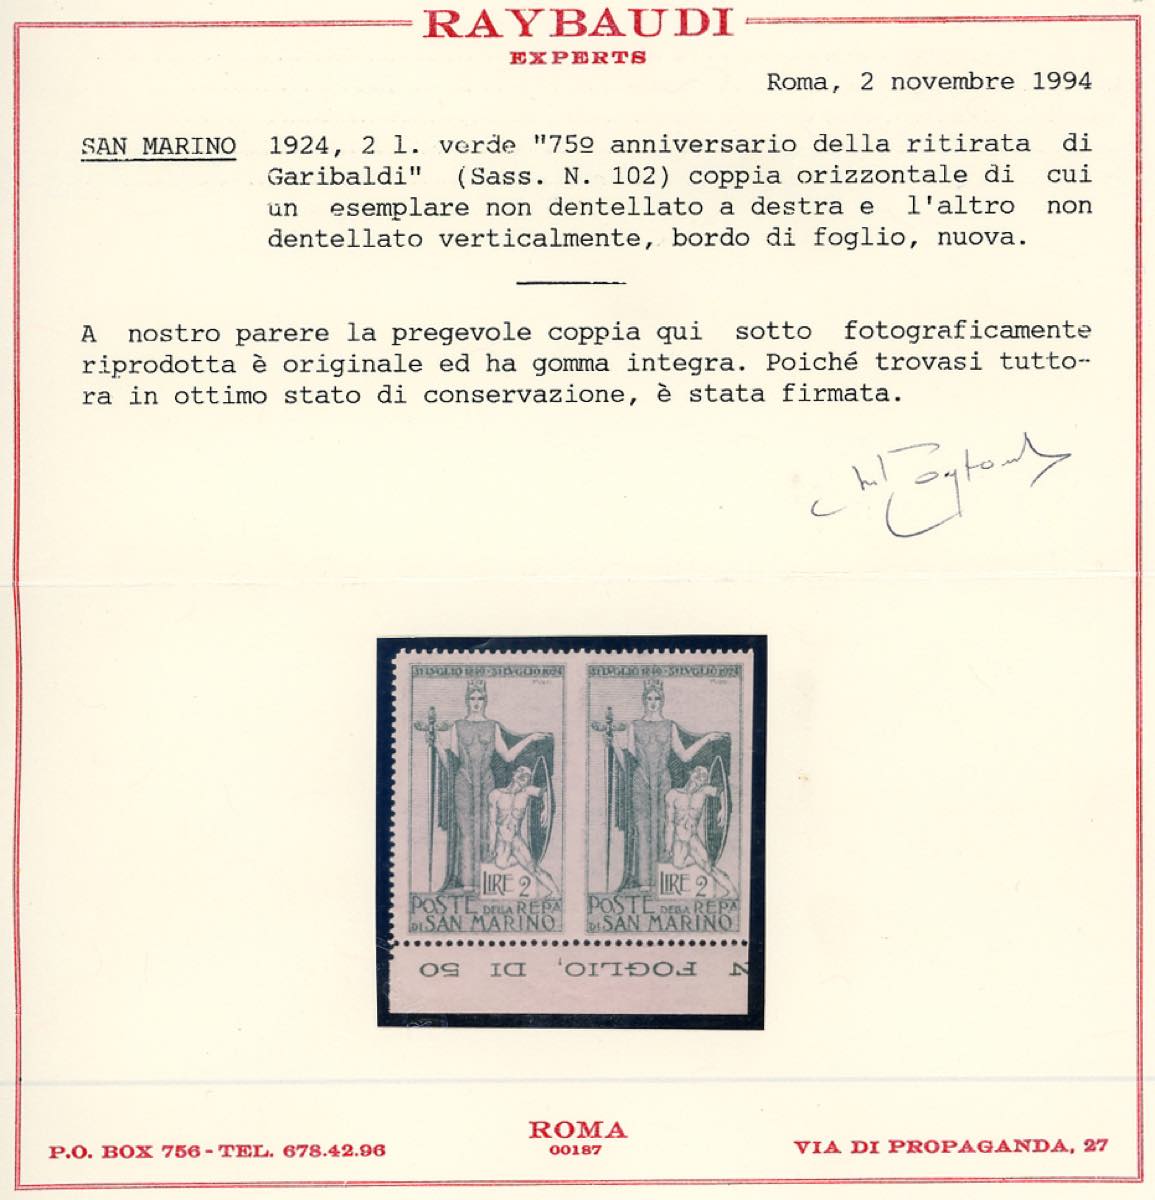 RAYBAUDI
EXPERTS
Roma, 2 novembre 1994
SAN MARINO 1924, 2 l. verde "75º anniversario della ritirata di
Garibaldi" (Sass. N. 102) coppia orizzontale di cui
un esemplare non dentellato a destra e l'altro non
dentellato verticalmente, bordo di foglio, nuova.
A nostro parere la pregevole coppia qui sotto fotograficamente
riprodotta è originale ed ha gomma integra. Poiché trovasi tutto-
ra in ottimo stato di conservazione, è stata firmata.
31 LVGLIO 1849 - 31 LVGLIO 1924 31 LVGLIO 1849 - 31 LVGLIO 1924
LIRE 2 LIRE 2
POSTE DELLA REPA POSTE DELLA REPA
DI SAN MARINO DI SAN MARINO
N FOGLIO, DI 50
ROMA
00187
P.O. BOX 756 - TEL. 678.42.96
VIA DI PROPAGANDA, 27